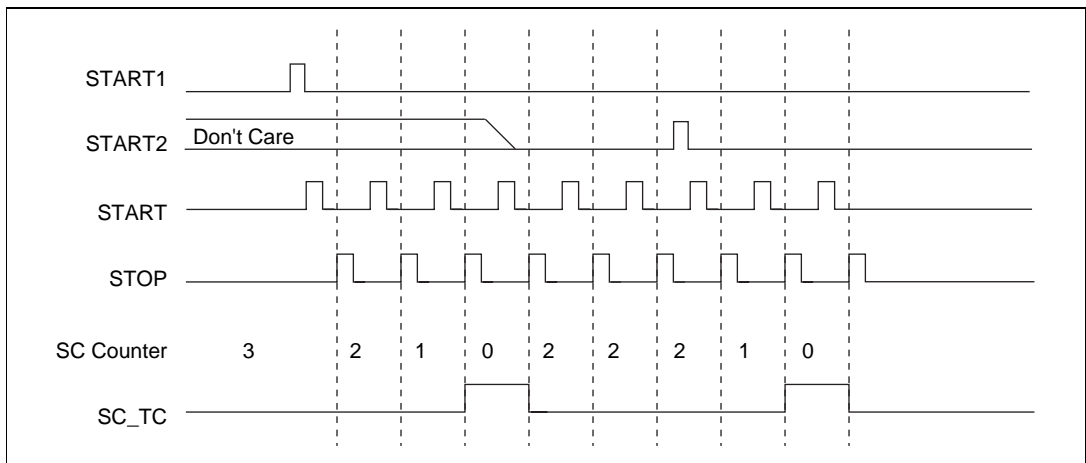 START1
START2 Don't Care
START
STOP
SC Counter 3 2 1 0 2 2 2 1 0
SC_TC